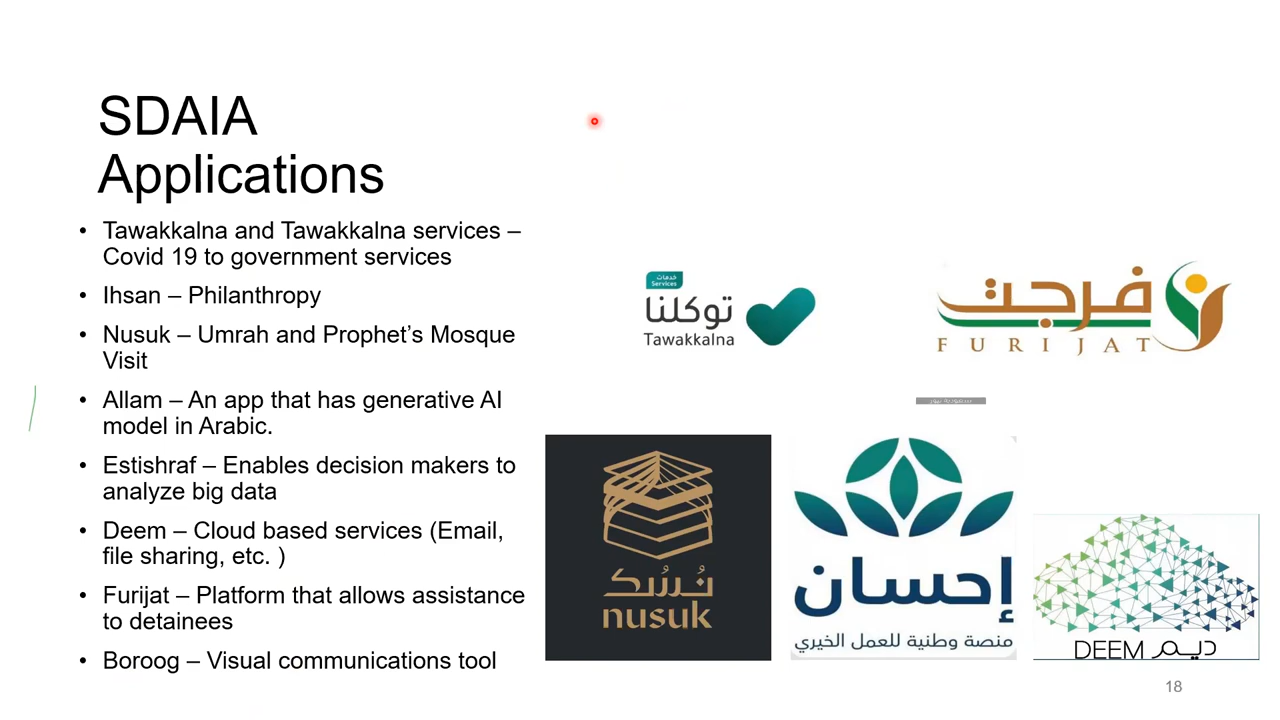 SDAIA
Applications
• Tawakkalna and Tawakkalna services –
Covid 19 to government services
• Ihsan – Philanthropy
• Nusuk – Umrah and Prophet’s Mosque
Visit
• Allam – An app that has generative AI
model in Arabic.
• Estishraf – Enables decision makers to
analyze big data
• Deem – Cloud based services (Email,
file sharing, etc. )
• Furijat – Platform that allows assistance
to detainees
• Boroog – Visual communications tool
خدمات
Services
توكلنا
Tawakkalna
فرجت
FURIJAT
نُسُك
nusuk
إحسان
منصة وطنية للعمل الخيري
DEEM ديم
18